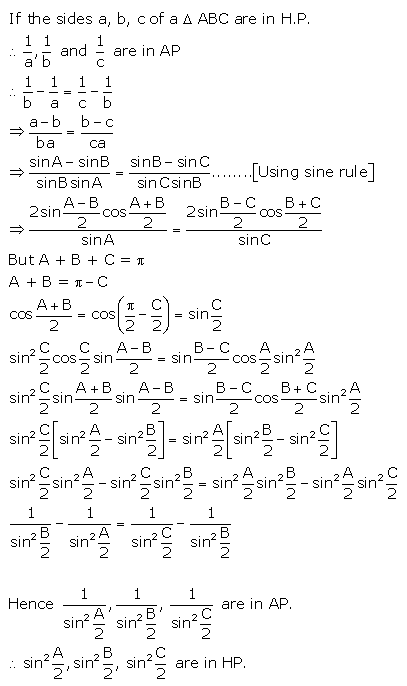 If the sides a, b, c of a Δ ABC are in H.P.
∴ 1/a, 1/b and 1/c are in AP
∴ 1/b − 1/a = 1/c − 1/b
⇒ (a−b)/(ba) = (b−c)/(ca)
⇒ (sinA − sinB)/(sinB sinA) = (sinB − sinC)/(sinC sinB)........[Using sine rule]
⇒ (2sin (A−B)/2 cos (A+B)/2)/(sinA) = (2sin (B−C)/2 cos (B+C)/2)/(sinC)
But A + B + C = π
A + B = π − C
cos (A+B)/2 = cos(π/2 − C/2) = sin C/2
sin² C/2 cos C/2 sin (A−B)/2 = sin (B−C)/2 cos A/2 sin² A/2
sin² C/2 sin (A+B)/2 sin (A−B)/2 = sin (B−C)/2 cos (B+C)/2 sin² A/2
sin² C/2 [sin² A/2 − sin² B/2] = sin² A/2 [sin² B/2 − sin² C/2]
sin² C/2 sin² A/2 − sin² C/2 sin² B/2 = sin² A/2 sin² B/2 − sin² A/2 sin² C/2
1/(sin² B/2) − 1/(sin² A/2) = 1/(sin² C/2) − 1/(sin² B/2)
Hence 1/(sin² A/2), 1/(sin² B/2), 1/(sin² C/2) are in AP.
∴ sin² A/2, sin² B/2, sin² C/2 are in HP.